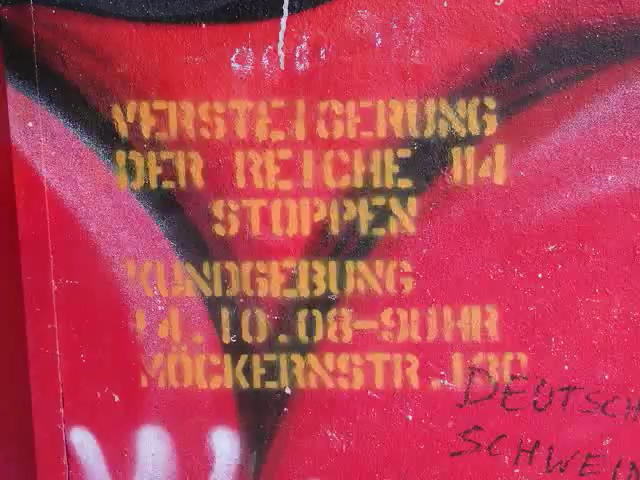 VERSTEIGERUNG
DER REICHE 114
STOPPEN
KUNDGEBUNG
14.10.08-9UHR
MÖCKERNSTR.130
DEUTSCH
SCHWEIN